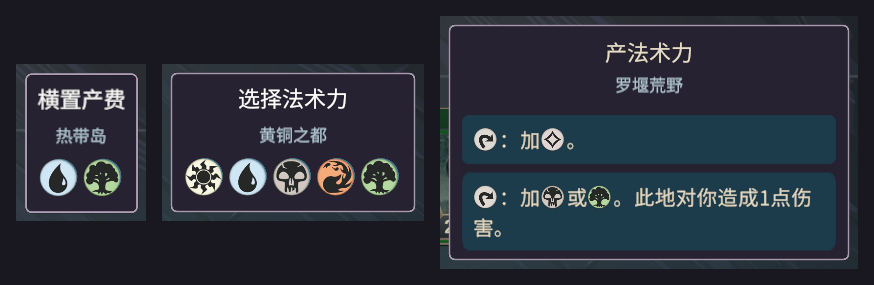 横置产费
热带岛
选择法术力
黄铜之都
产法术力
罗堰荒野
：加。
：加或。此地对你造成1点伤
害。